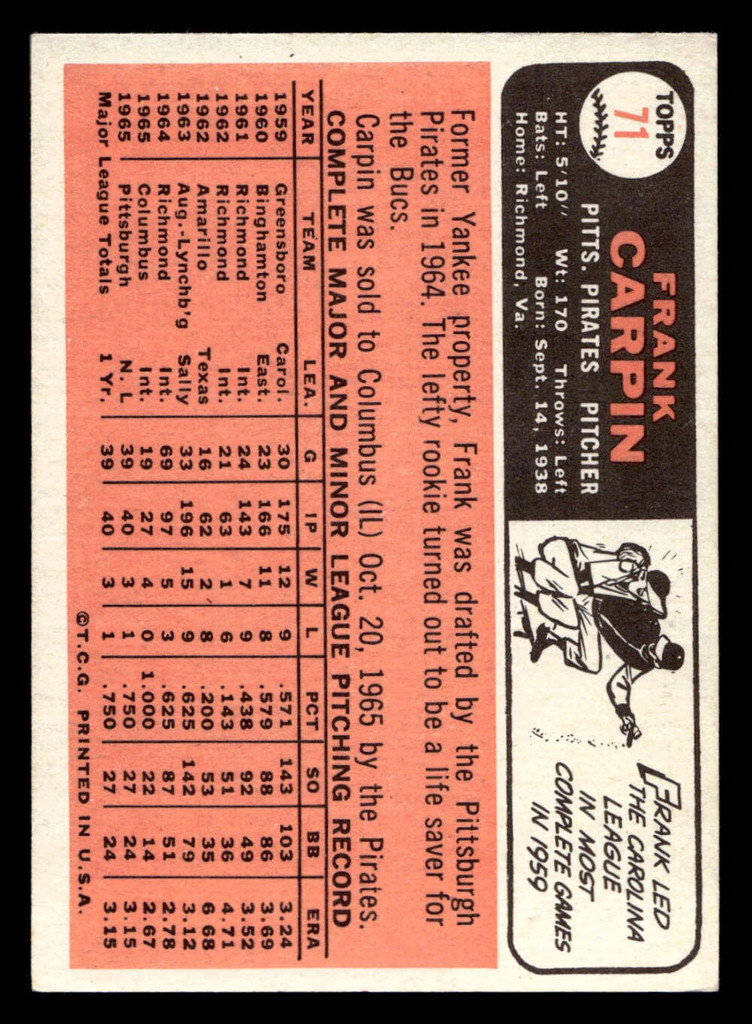 TOPPS
71
FRANK
CARPIN
PITTS. PIRATES PITCHER
HT: 5'10" Wt: 170 Throws: Left
Bats: Left Born: Sept. 14, 1938
Home: Richmond, Va.
FRANK LED
THE CAROLINA
LEAGUE
IN MOST
COMPLETE GAMES
IN 1959
Former Yankee property, Frank was drafted by the Pittsburgh
Pirates in 1964. The lefty rookie turned out to be a life saver for
the Bucs.
Carpin was sold to Columbus (IL) Oct. 20, 1965 by the Pirates.
COMPLETE MAJOR AND MINOR LEAGUE PITCHING RECORD
YEAR TEAM LEA. G IP W L PCT SO BB ERA
1959 Greensboro Carol. 30 175 12 9 .571 143 103 3.24
1960 Binghamton East. 23 166 11 8 .579 88 86 3.69
1961 Richmond Int. 24 143 7 9 .438 92 49 3.52
1962 Richmond Int. 21 63 1 6 .143 51 36 4.71
1962 Amarillo Texas 16 62 2 8 .200 53 35 6.68
1963 Aug.-Lynchb'g Sally 33 196 15 9 .625 142 79 3.12
1964 Richmond Int. 69 97 5 3 .625 87 51 2.78
1965 Columbus Int. 19 27 4 0 1.000 22 14 2.67
1965 Pittsburgh N. L 39 40 3 1 .750 27 24 3.15
Major League Totals 1 Yr. 39 40 3 1 .750 27 24 3.15
©T.C.G. PRINTED IN U.S.A.